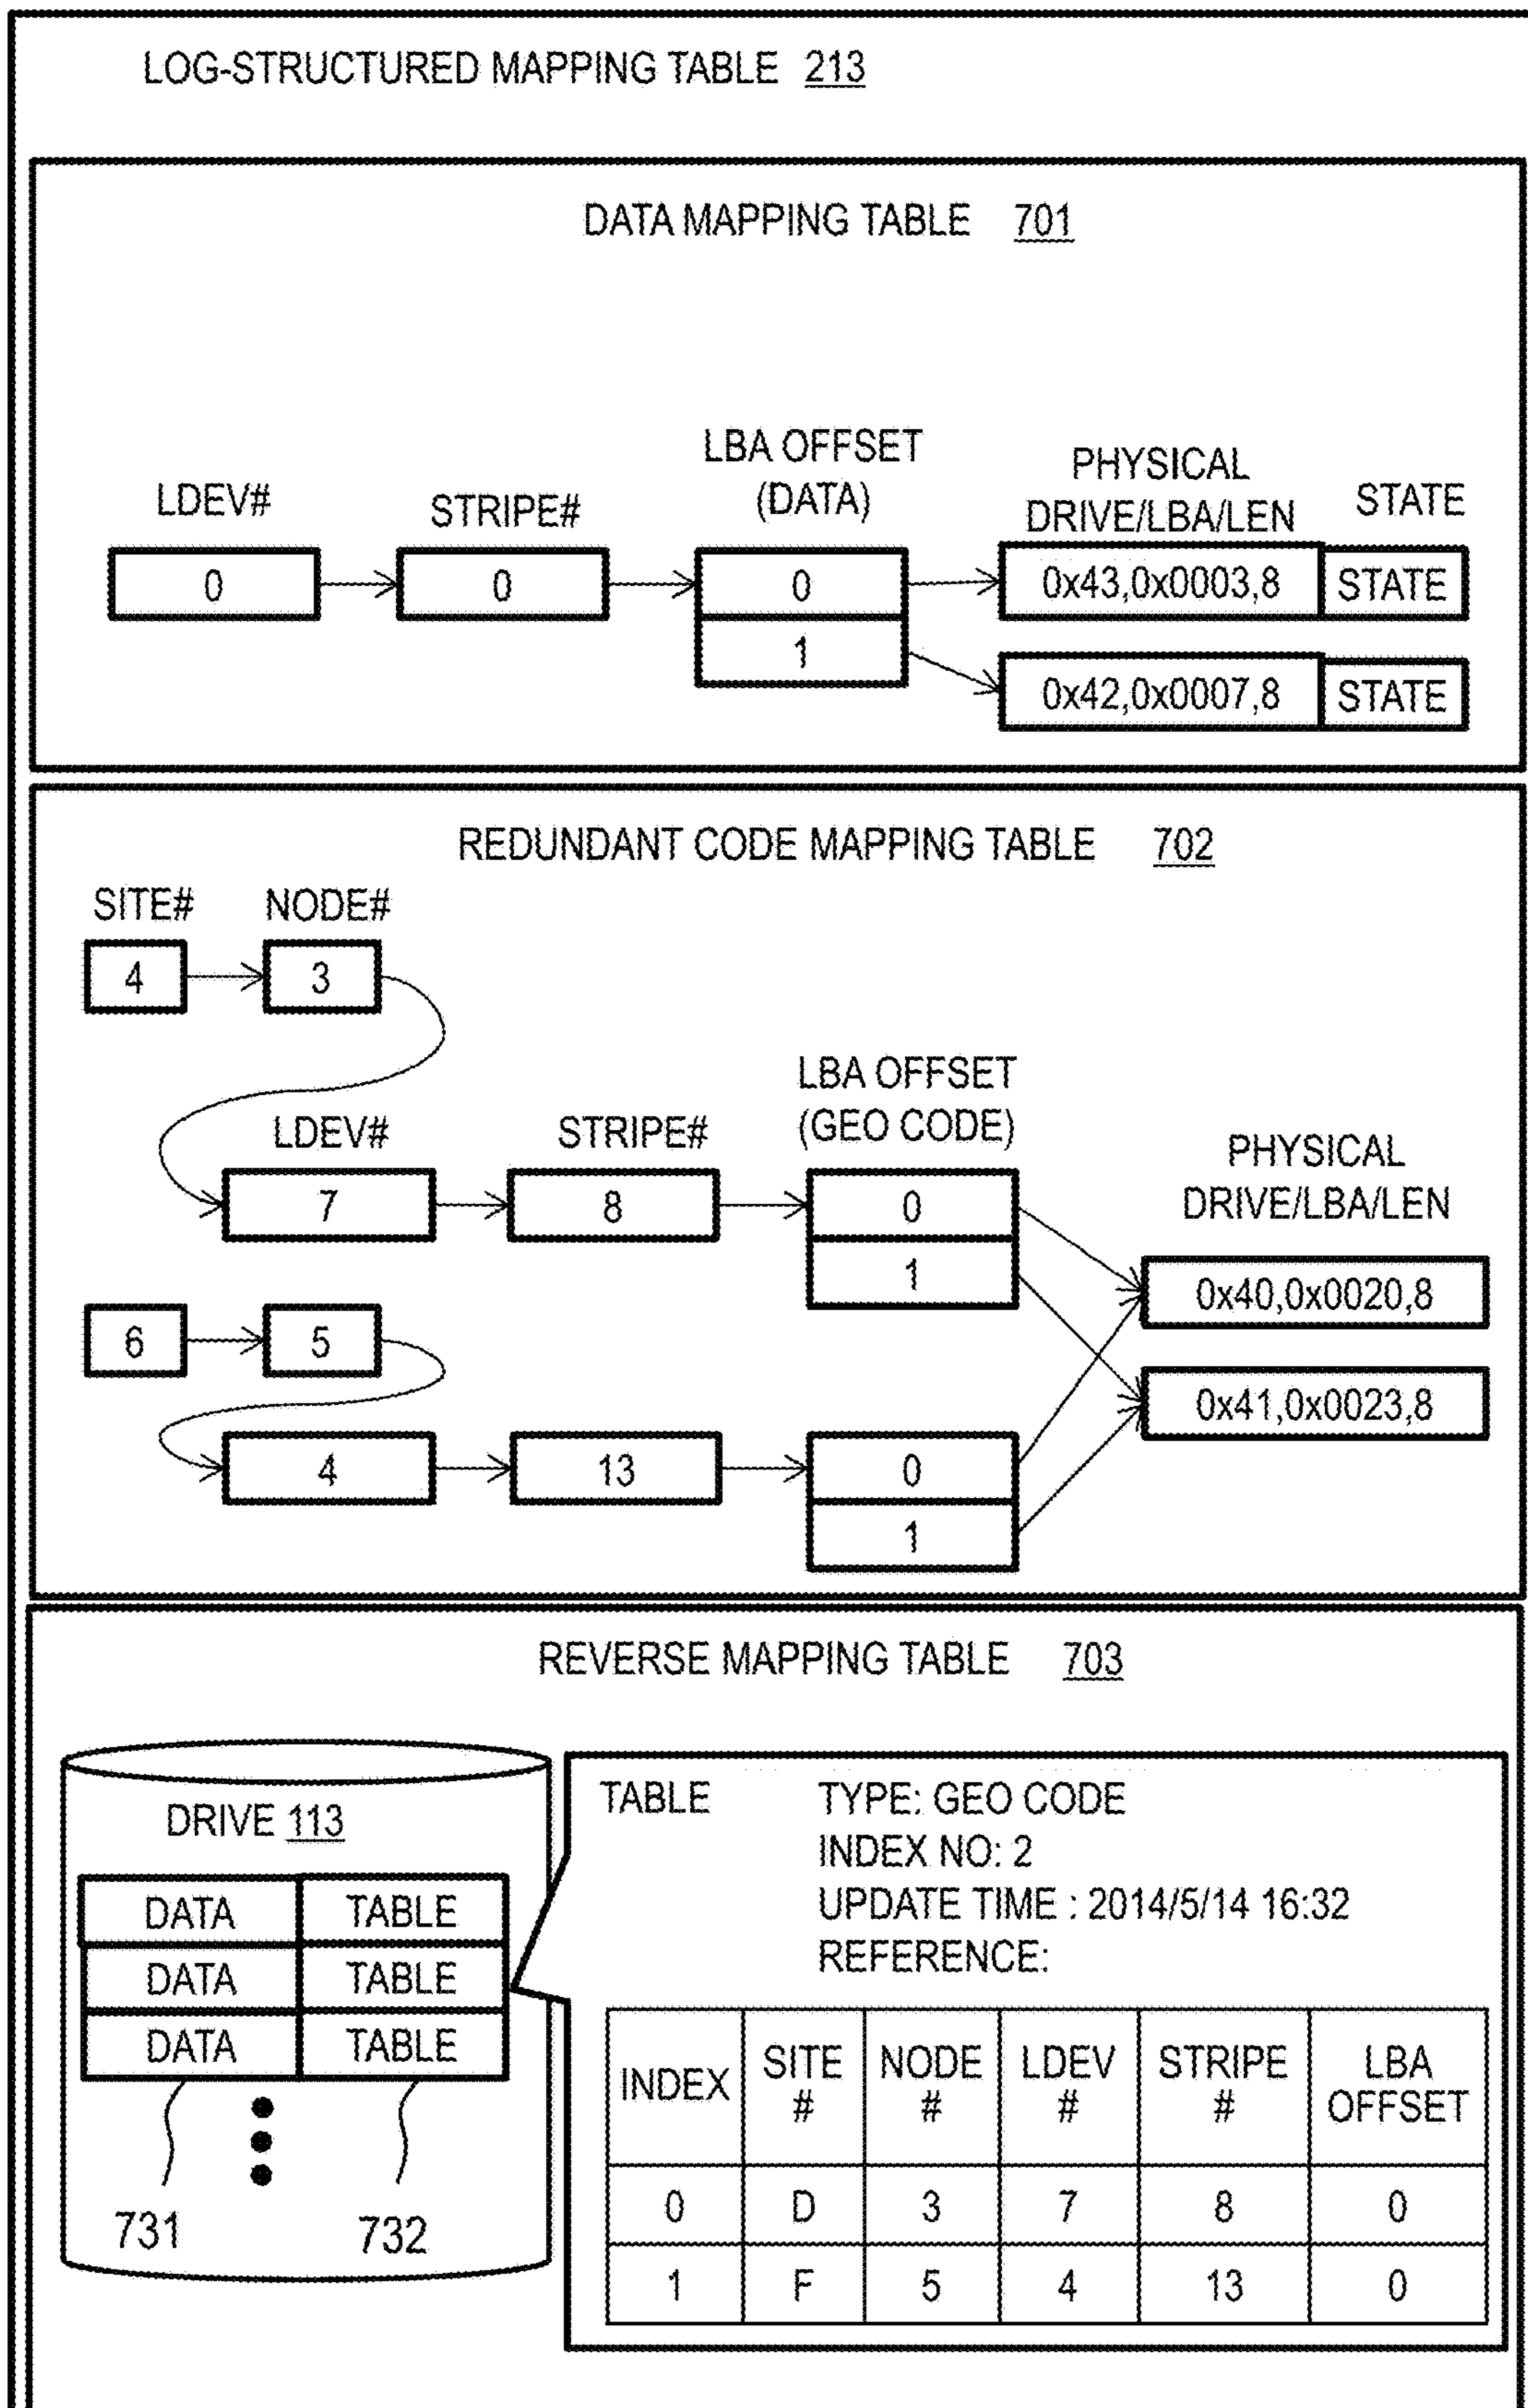 LOG-STRUCTURED MAPPING TABLE 213
DATA MAPPING TABLE 701
LDEV#
STRIPE#
LBA OFFSET
(DATA)
PHYSICAL
DRIVE/LBA/LEN
STATE
0
0
0
0x43,0x0003,8
STATE
1
0x42,0x0007,8
STATE
REDUNDANT CODE MAPPING TABLE 702
SITE#
NODE#
4
3
LDEV#
STRIPE#
LBA OFFSET
(GEO CODE)
PHYSICAL
DRIVE/LBA/LEN
7
8
0
1
0x40,0x0020,8
6
5
0x41,0x0023,8
4
13
0
1
REVERSE MAPPING TABLE 703
DRIVE 113
DATA TABLE
DATA TABLE
DATA TABLE
731
732
TABLE
TYPE: GEO CODE
INDEX NO: 2
UPDATE TIME : 2014/5/14 16:32
REFERENCE:
INDEX SITE # NODE # LDEV # STRIPE # LBA OFFSET
0 D 3 7 8 0
1 F 5 4 13 0